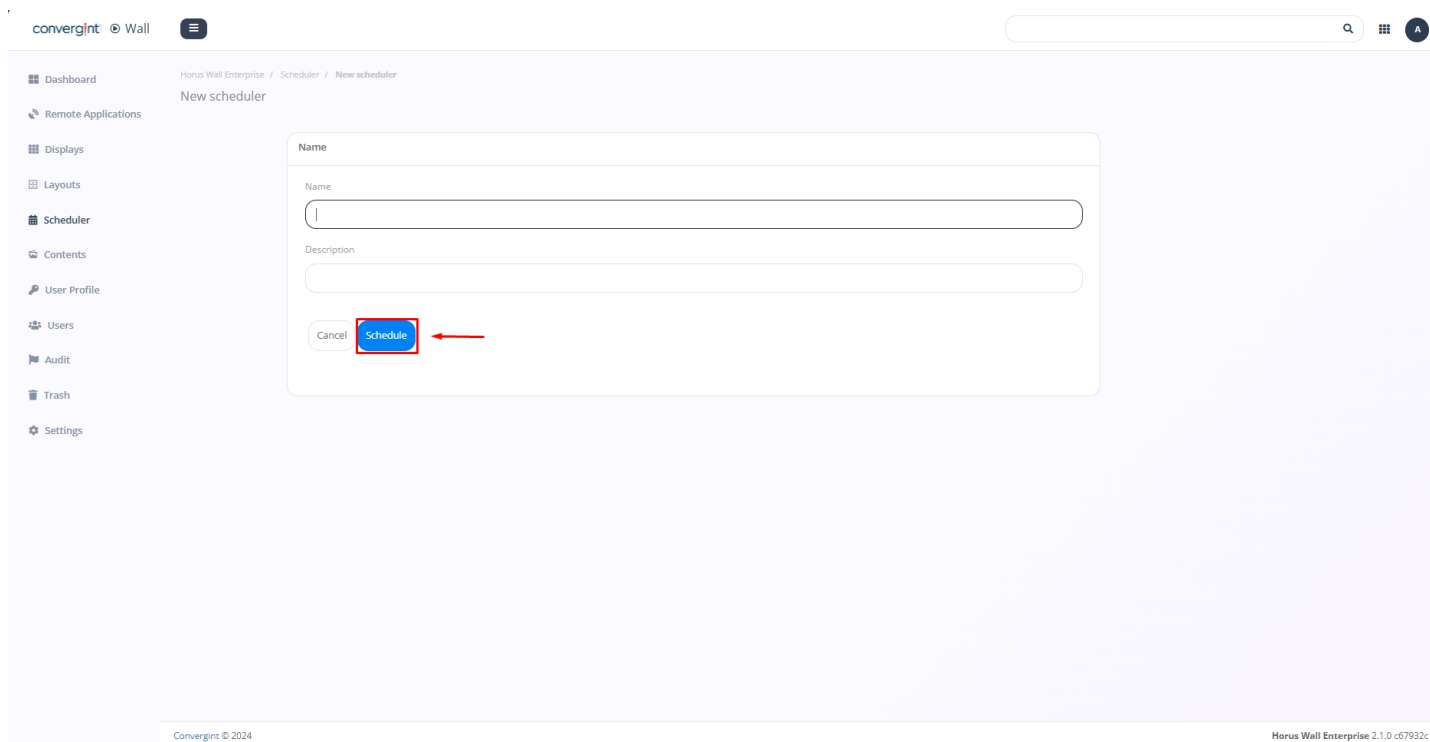 convergint Wall
A
Dashboard
Remote Applications
Displays
Layouts
Scheduler
Contents
User Profile
Users
Audit
Trash
Settings
Horus Wall Enterprise / Scheduler / New scheduler
New scheduler
Name
Name
Description
Cancel Schedule
Convergint © 2024
Horus Wall Enterprise 2.1.0 c67932c